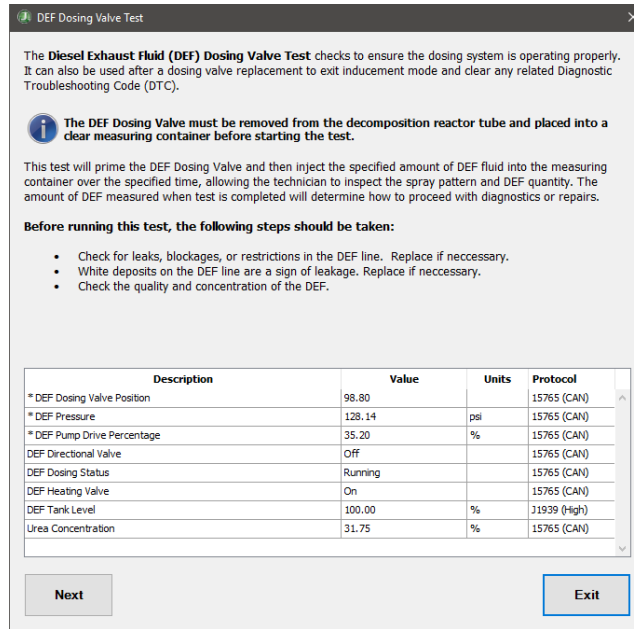 DEF Dosing Valve Test
The Diesel Exhaust Fluid (DEF) Dosing Valve Test checks to ensure the dosing system is operating properly.
It can also be used after a dosing valve replacement to exit inducement mode and clear any related Diagnostic
Troubleshooting Code (DTC).
The DEF Dosing Valve must be removed from the decomposition reactor tube and placed into a
clear measuring container before starting the test.
This test will prime the DEF Dosing Valve and then inject the specified amount of DEF fluid into the measuring
container over the specified time, allowing the technician to inspect the spray pattern and DEF quantity. The
amount of DEF measured when test is completed will determine how to proceed with diagnostics or repairs.
Before running this test, the following steps should be taken:
• Check for leaks, blockages, or restrictions in the DEF line. Replace if neccessary.
• White deposits on the DEF line are a sign of leakage. Replace if neccessary.
• Check the quality and concentration of the DEF.
Description Value Units Protocol
* DEF Dosing Valve Position 98.80 15765 (CAN)
* DEF Pressure 128.14 psi 15765 (CAN)
* DEF Pump Drive Percentage 35.20 % 15765 (CAN)
DEF Directional Valve Off 15765 (CAN)
DEF Dosing Status Running 15765 (CAN)
DEF Heating Valve On 15765 (CAN)
DEF Tank Level 100.00 % J1939 (High)
Urea Concentration 31.75 % 15765 (CAN)
Next Exit